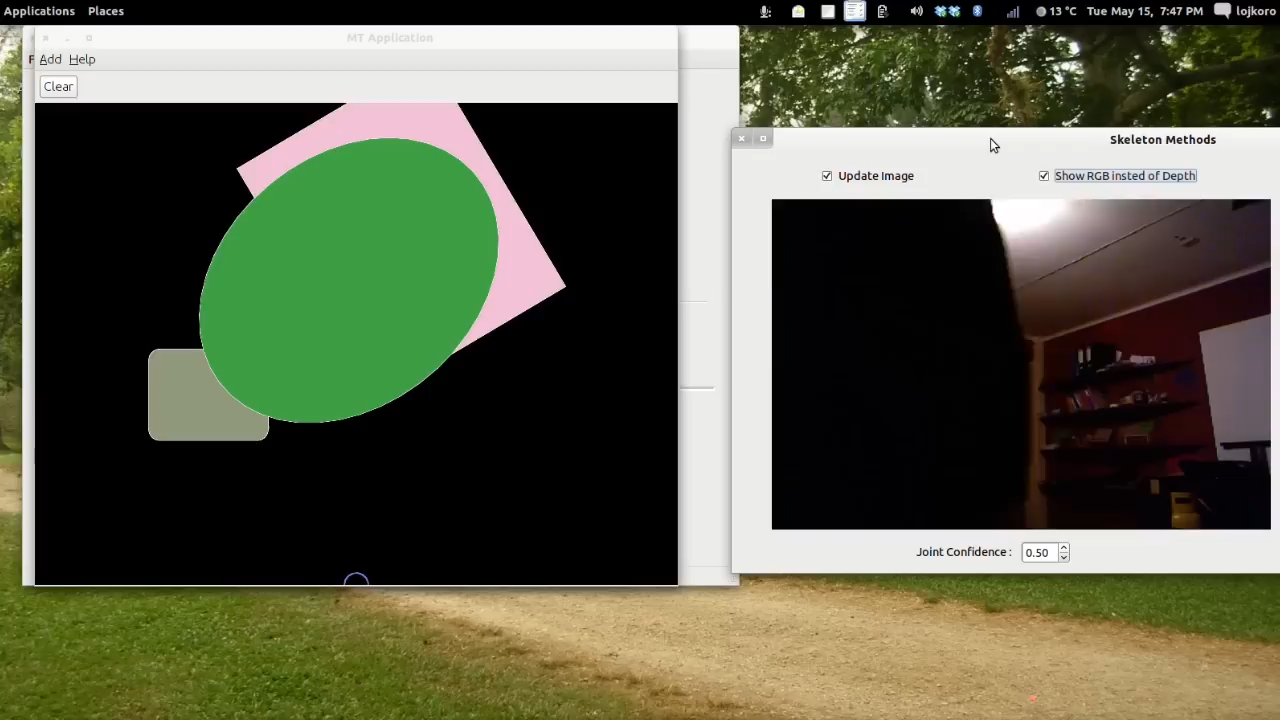 Applications Places 13 °C Tue May 15, 7:47 PM lojkoro
MT Application
Add Help
Clear
Skeleton Methods
Update Image Show RGB insted of Depth
Joint Confidence : 0.50